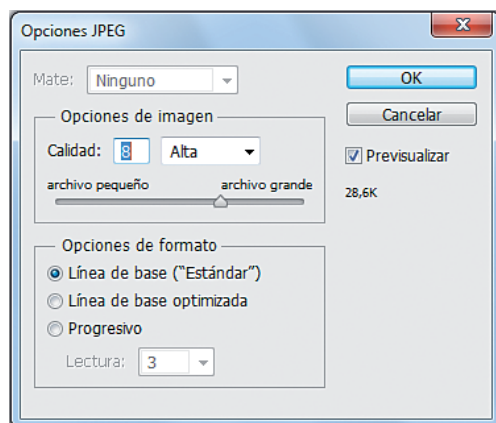 Opciones JPEG
Mate: Ninguno
OK
Opciones de imagen
Cancelar
Calidad: 8 Alta
Previsualizar
archivo pequeño archivo grande
28,6K
Opciones de formato
Línea de base (“Estándar”)
Línea de base optimizada
Progresivo
Lectura: 3